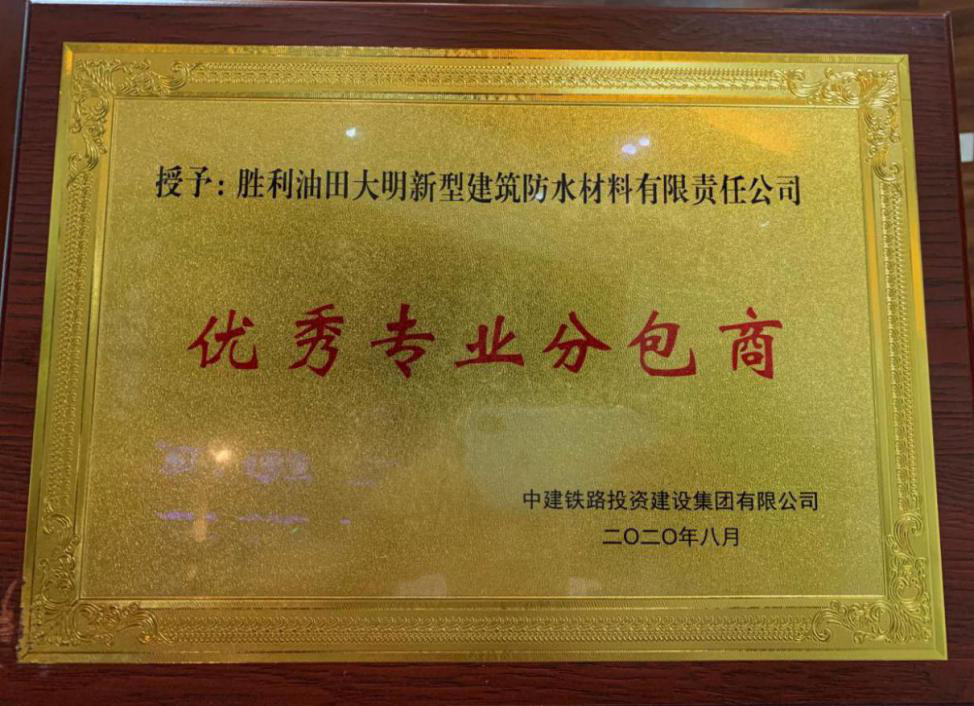 授予：胜利油田大明新型建筑防水材料有限责任公司
优秀专业分包商
中建铁路投资建设集团有限公司
二〇二〇年八月